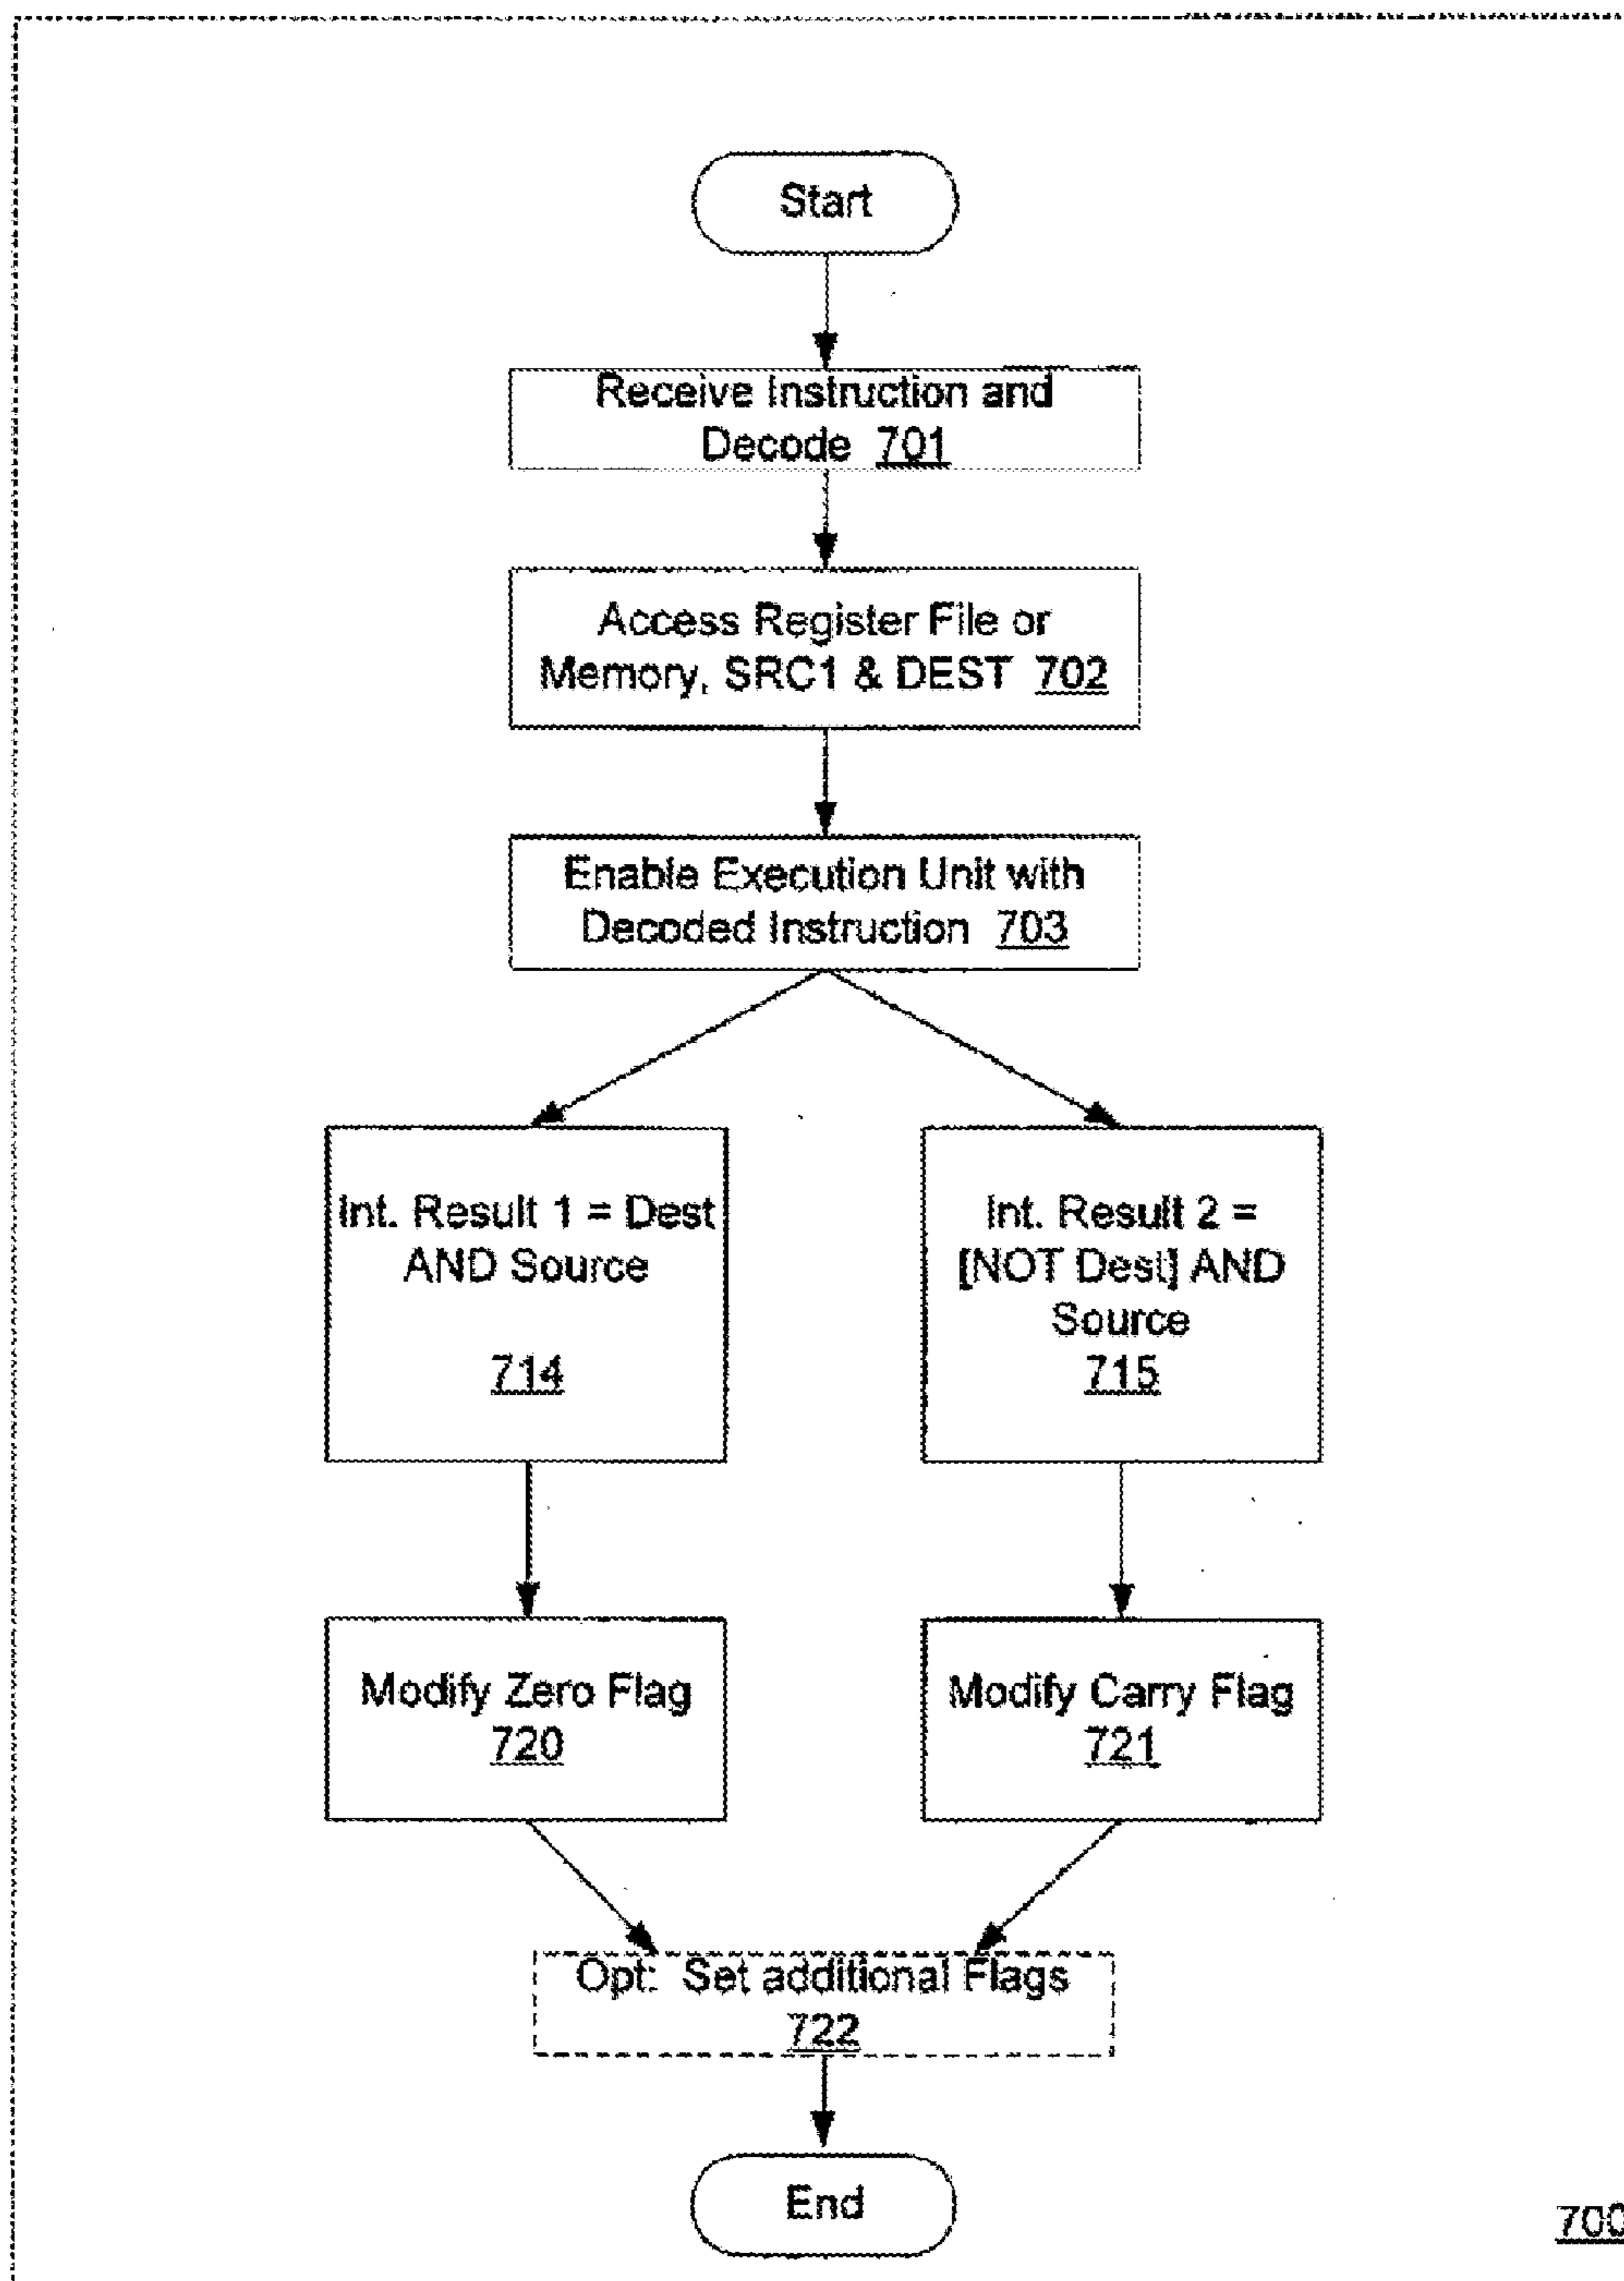 Start
Receive Instruction and
Decode 701
Access Register File or
Memory, SRC1 & DEST 702
Enable Execution Unit with
Decoded Instruction 703
Int. Result 1 = Dest
AND Source
714
Int. Result 2 =
[NOT Dest] AND
Source
715
Modify Zero Flag
720
Modify Carry Flag
721
Opt: Set additional Flags
722
End
700